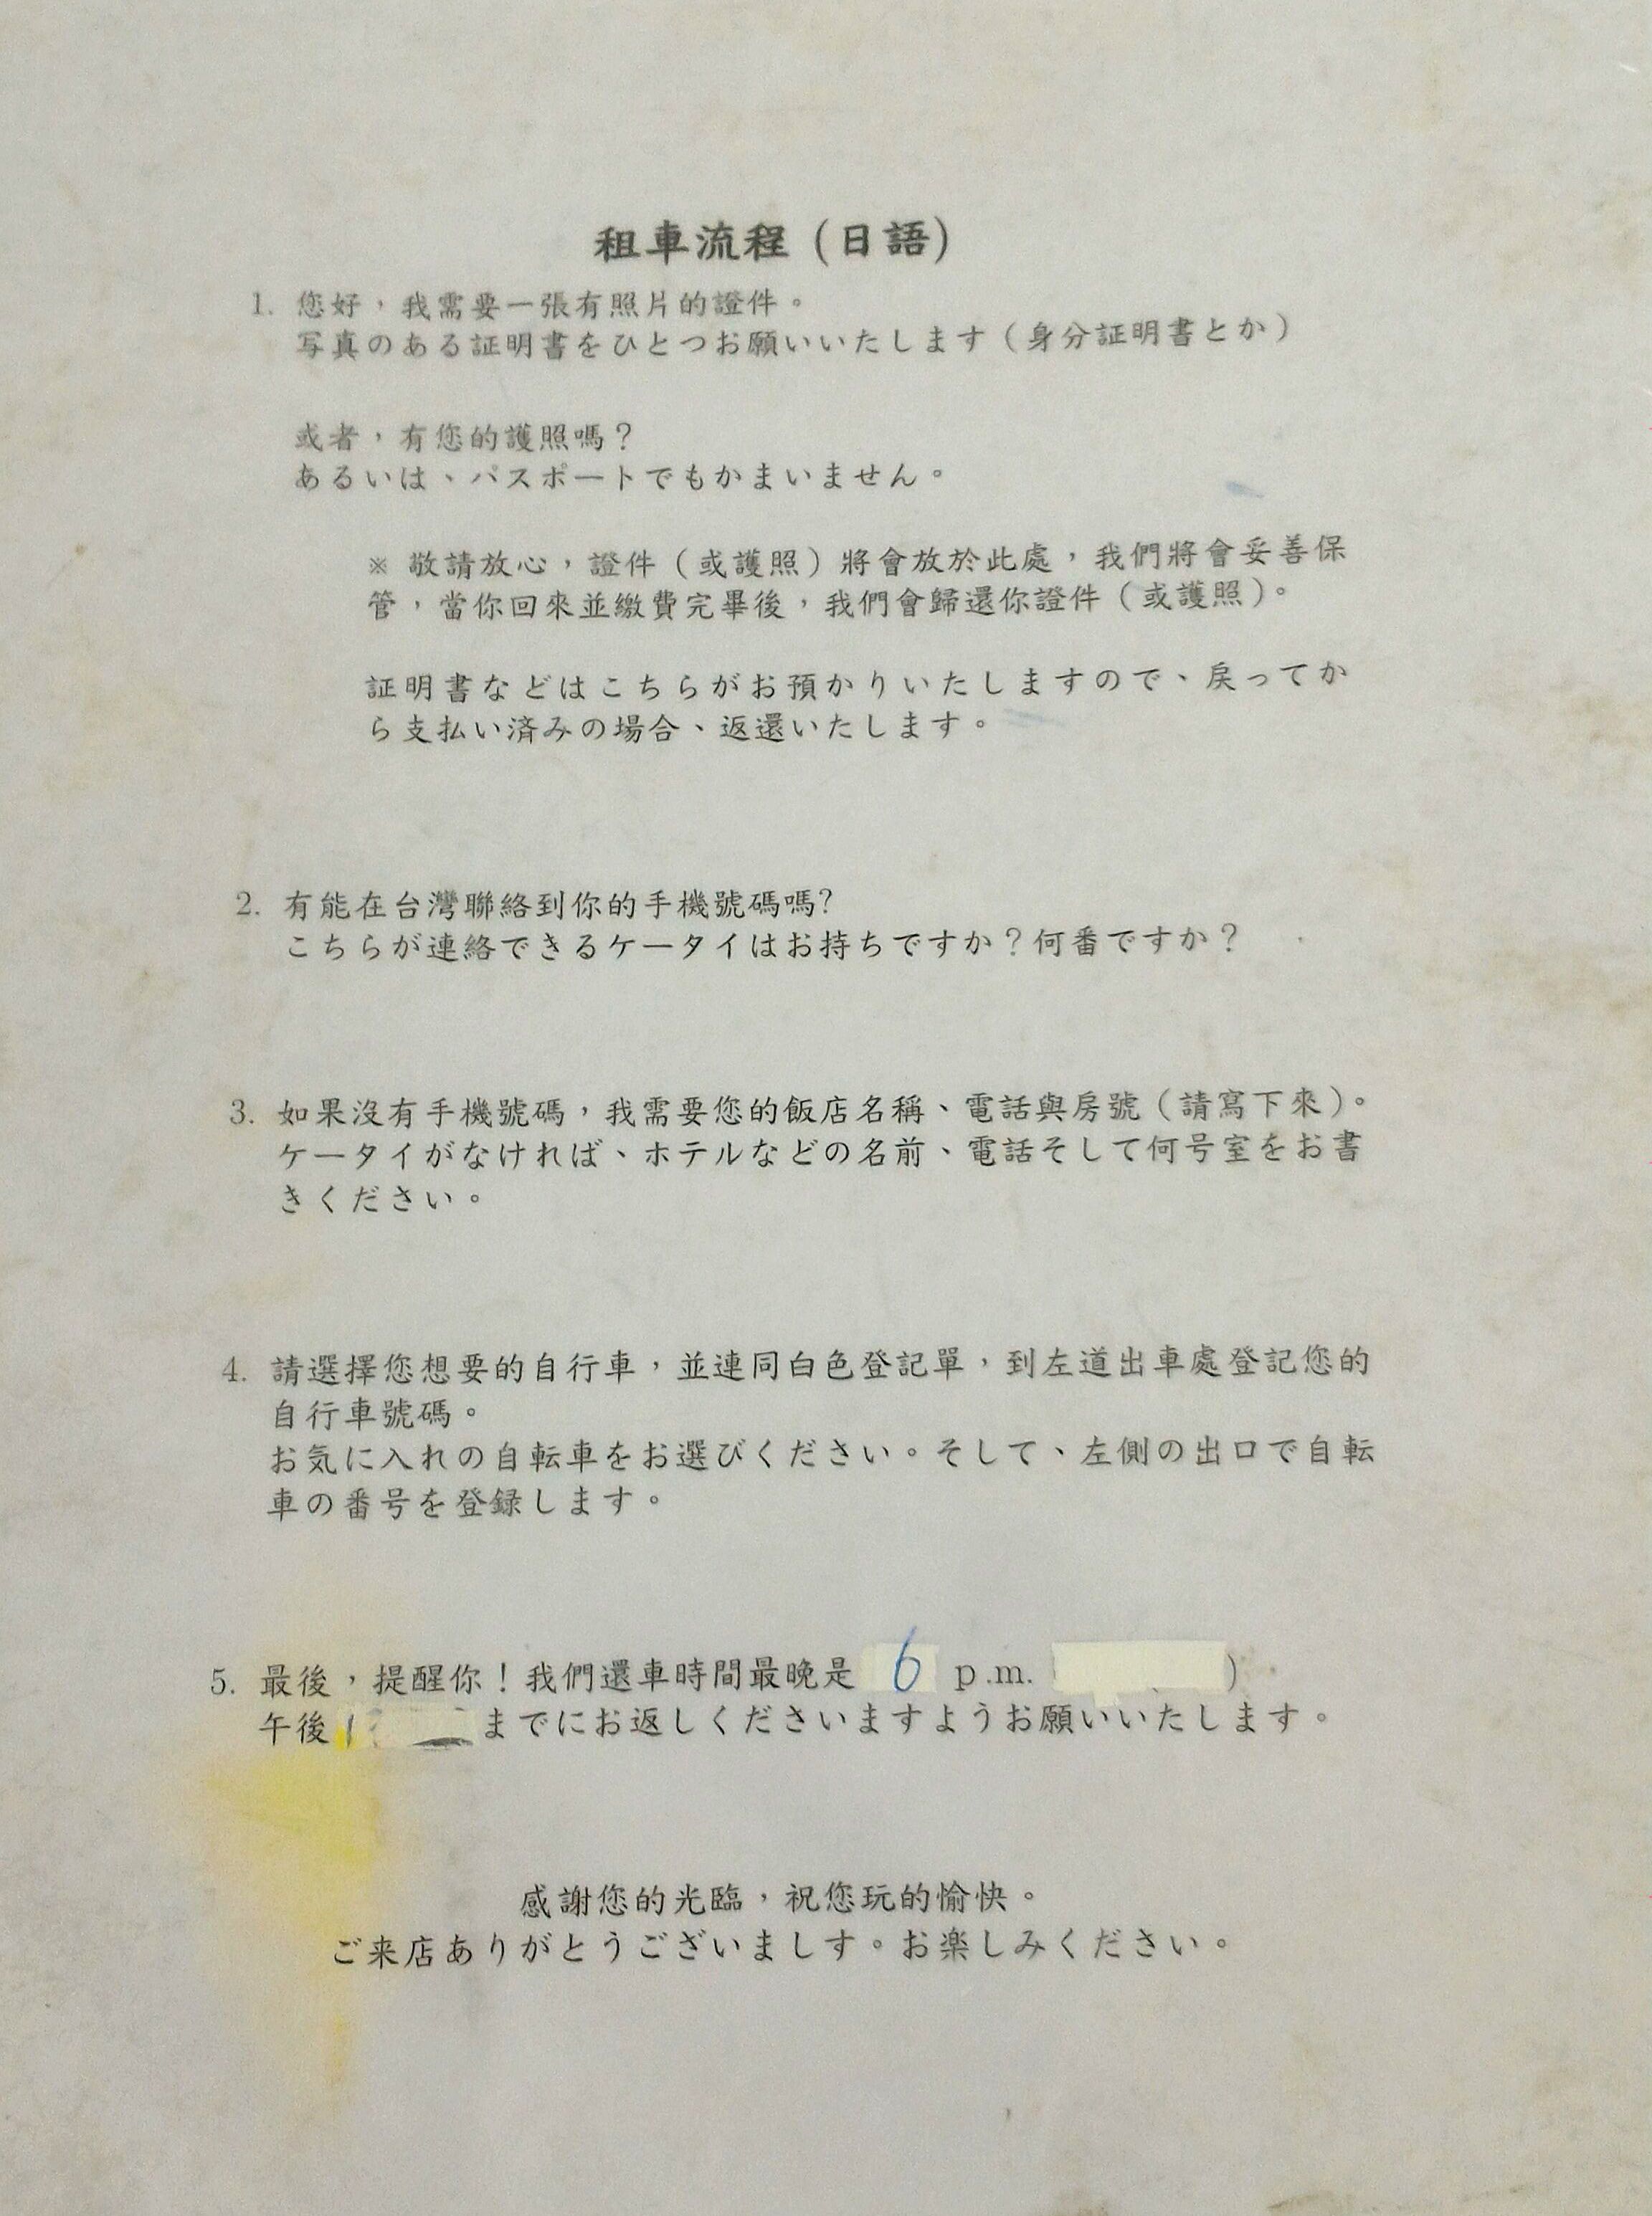 租車流程（日語）
1. 您好，我需要一張有照片的證件。
写真のある証明書をひとつお願いいたします（身分証明書とか）
或者，有您的護照嗎？
あるいは、パスポートでもかまいません。
※ 敬請放心，證件（或護照）將會放於此處，我們將會妥善保
管，當你回來並繳費完畢後，我們會歸還你證件（或護照）。
証明書などはこちらがお預かりいたしますので、戻ってか
ら支払い済みの場合、返還いたします。
2. 有能在台灣聯絡到你的手機號碼嗎?
こちらが連絡できるケータイはお持ちですか？何番ですか？
3. 如果沒有手機號碼，我需要您的飯店名稱、電話與房號（請寫下來）。
ケータイがなければ、ホテルなどの名前、電話そして何号室をお書
きください。
4. 請選擇您想要的自行車，並連同白色登記單，到左道出車處登記您的
自行車號碼。
お気に入れの自転車をお選びください。そして、左側の出口で自転
車の番号を登録します。
5. 最後，提醒你！我們還車時間最晚是 6 p.m. )
午後 までにお返しくださいますようお願いいたします。
感謝您的光臨，祝您玩的愉快。
ご来店ありがとうございましす。お楽しみください。